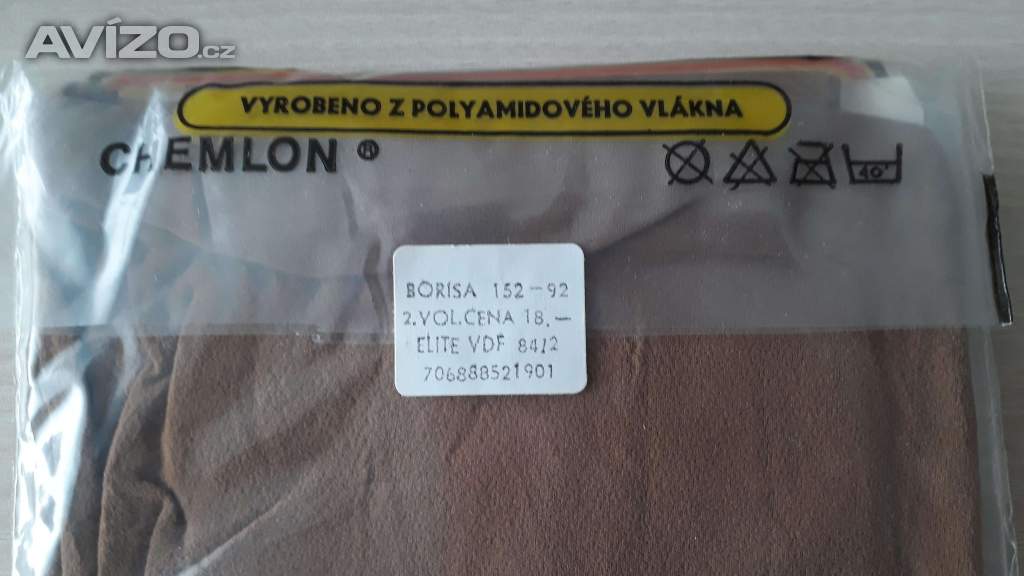 AVÍZO.cz
VYROBENO Z POLYAMIDOVÉHO VLÁKNA
CHEMLON ®
40°
BORISA 152-92
2.VOL.CENA 18.—
ELITE VDF 8412
706888521901